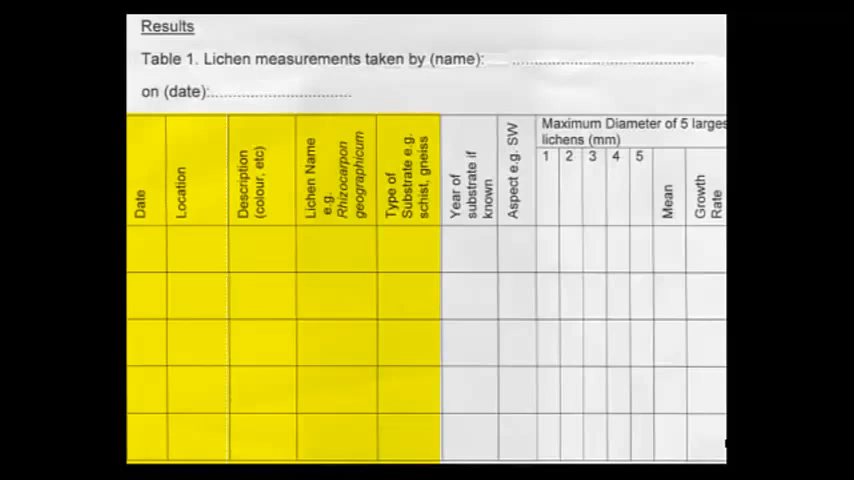 Results
Table 1. Lichen measurements taken by (name): ............................................
on (date):..................................
Date
Location
Description
(colour, etc)
Lichen Name
e.g.
Rhizocarpon
geographicum
Type of
Substrate e.g.
schist, gneiss
Year of
substrate if
known
Aspect e.g. SW
Maximum Diameter of 5 larges
lichens (mm)
1 2 3 4 5
Mean
Growth
Rate